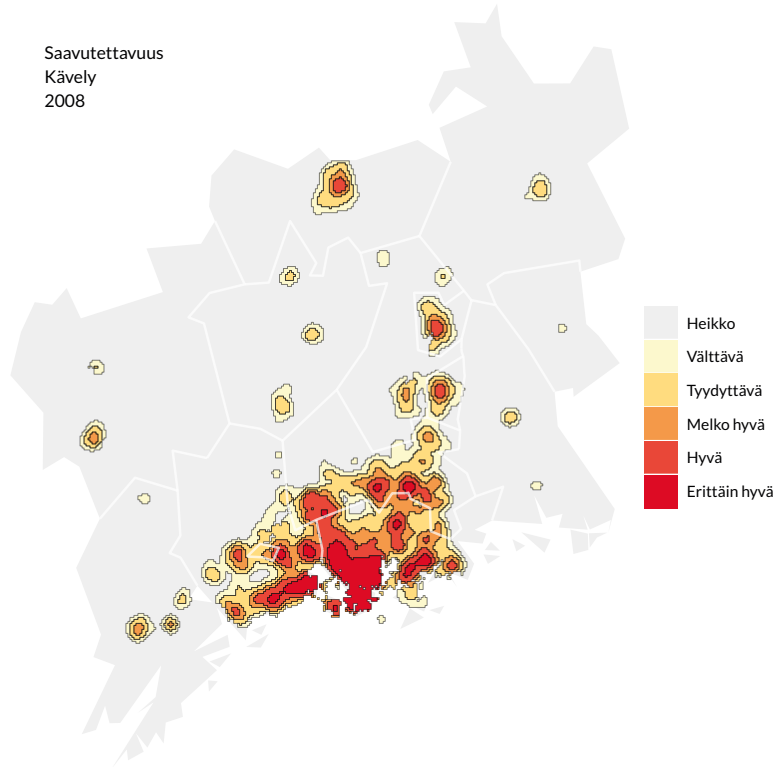 Saavutettavuus
Kävely
2008
Heikko
Välttävä
Tyydyttävä
Melko hyvä
Hyvä
Erittäin hyvä